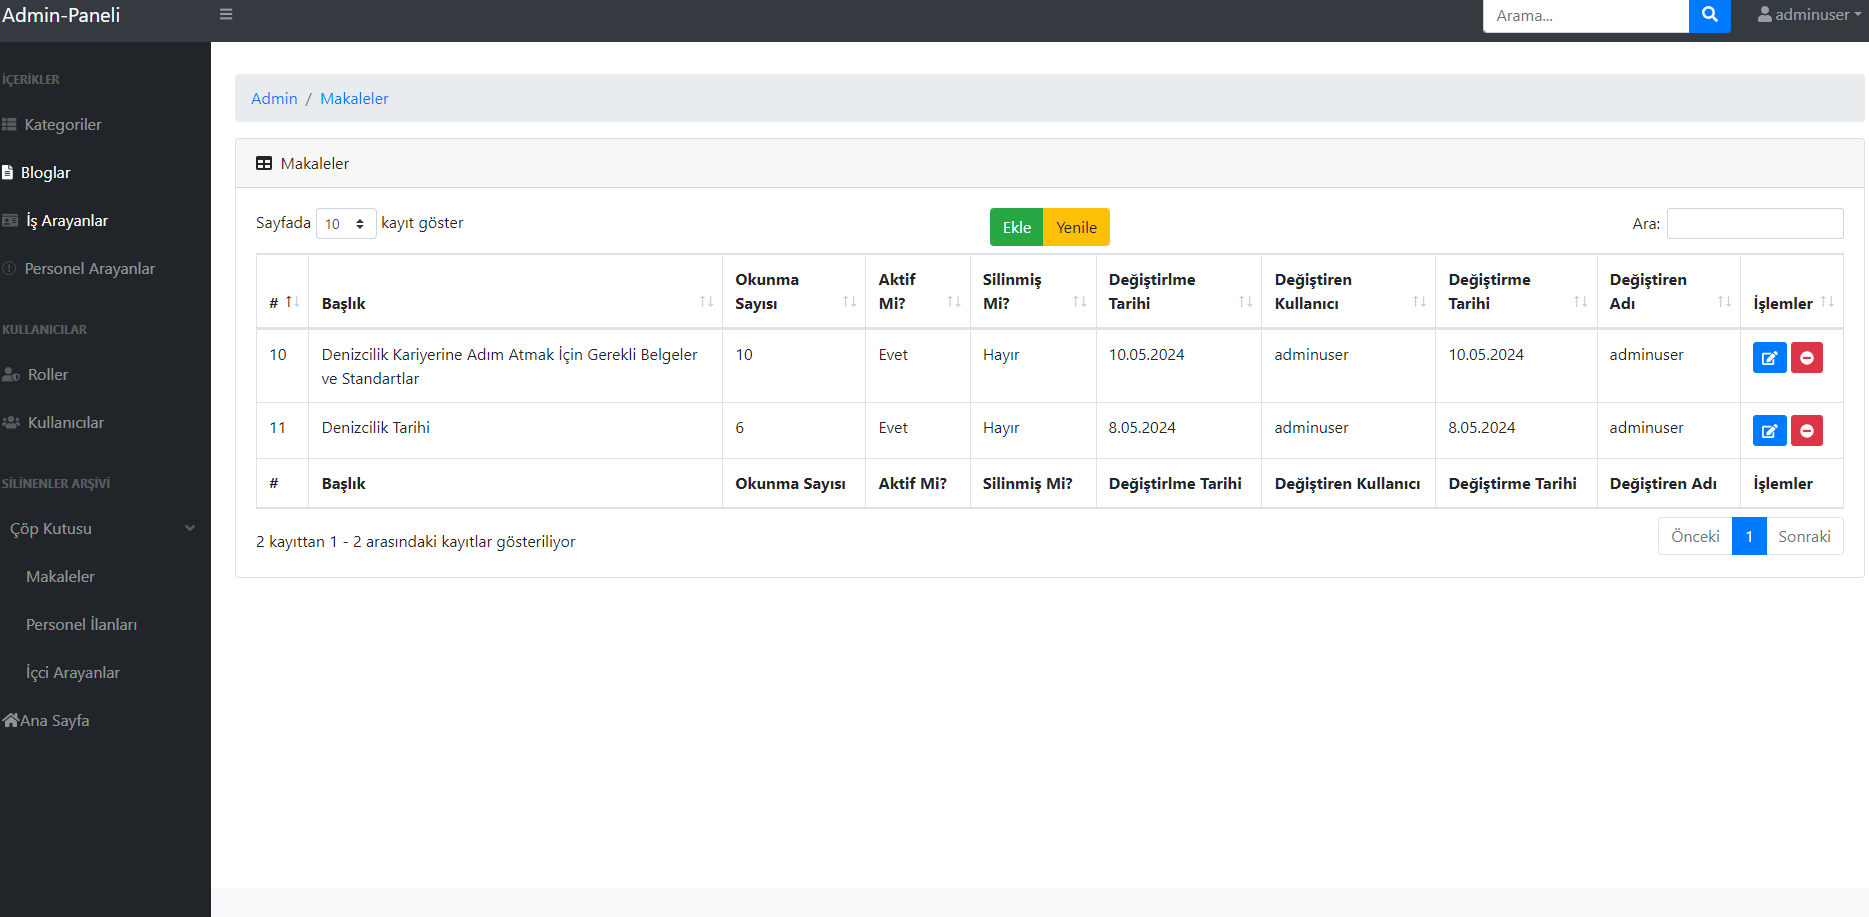 Admin-Paneli
Arama...
adminuser
İÇERİKLER
Kategoriler
Bloglar
İş Arayanlar
Personel Arayanlar
KULLANICILAR
Roller
Kullanıcılar
SİLİNENLER ARŞİVİ
Çöp Kutusu
Makaleler
Personel İlanları
İçci Arayanlar
Ana Sayfa
Admin / Makaleler
Makaleler
Sayfada 10 kayıt göster
Ekle Yenile
Ara:
# Başlık Okunma Sayısı Aktif Mi? Silinmiş Mi? Değiştirlme Tarihi Değiştiren Kullanıcı Değiştirme Tarihi Değiştiren Adı İşlemler
10 Denizcilik Kariyerine Adım Atmak İçin Gerekli Belgeler ve Standartlar 10 Evet Hayır 10.05.2024 adminuser 10.05.2024 adminuser
11 Denizcilik Tarihi 6 Evet Hayır 8.05.2024 adminuser 8.05.2024 adminuser
# Başlık Okunma Sayısı Aktif Mi? Silinmiş Mi? Değiştirlme Tarihi Değiştiren Kullanıcı Değiştirme Tarihi Değiştiren Adı İşlemler
2 kayıttan 1 - 2 arasındaki kayıtlar gösteriliyor
Önceki 1 Sonraki